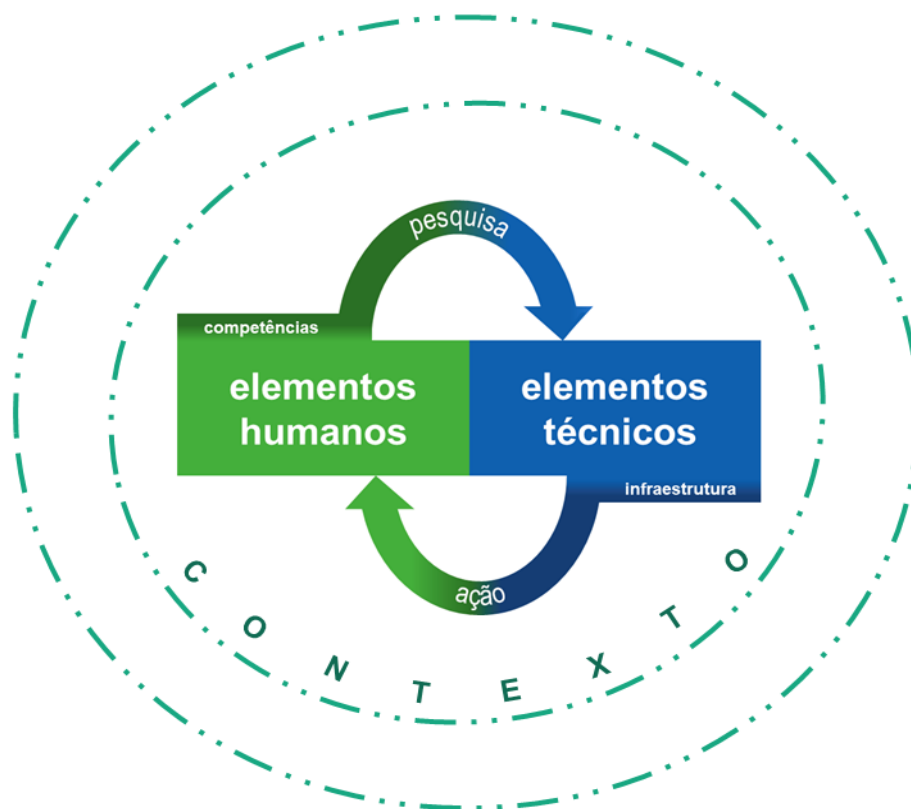 pesquisa
competências
elementos
humanos
elementos
técnicos
infraestrutura
ação
CONTEXTO